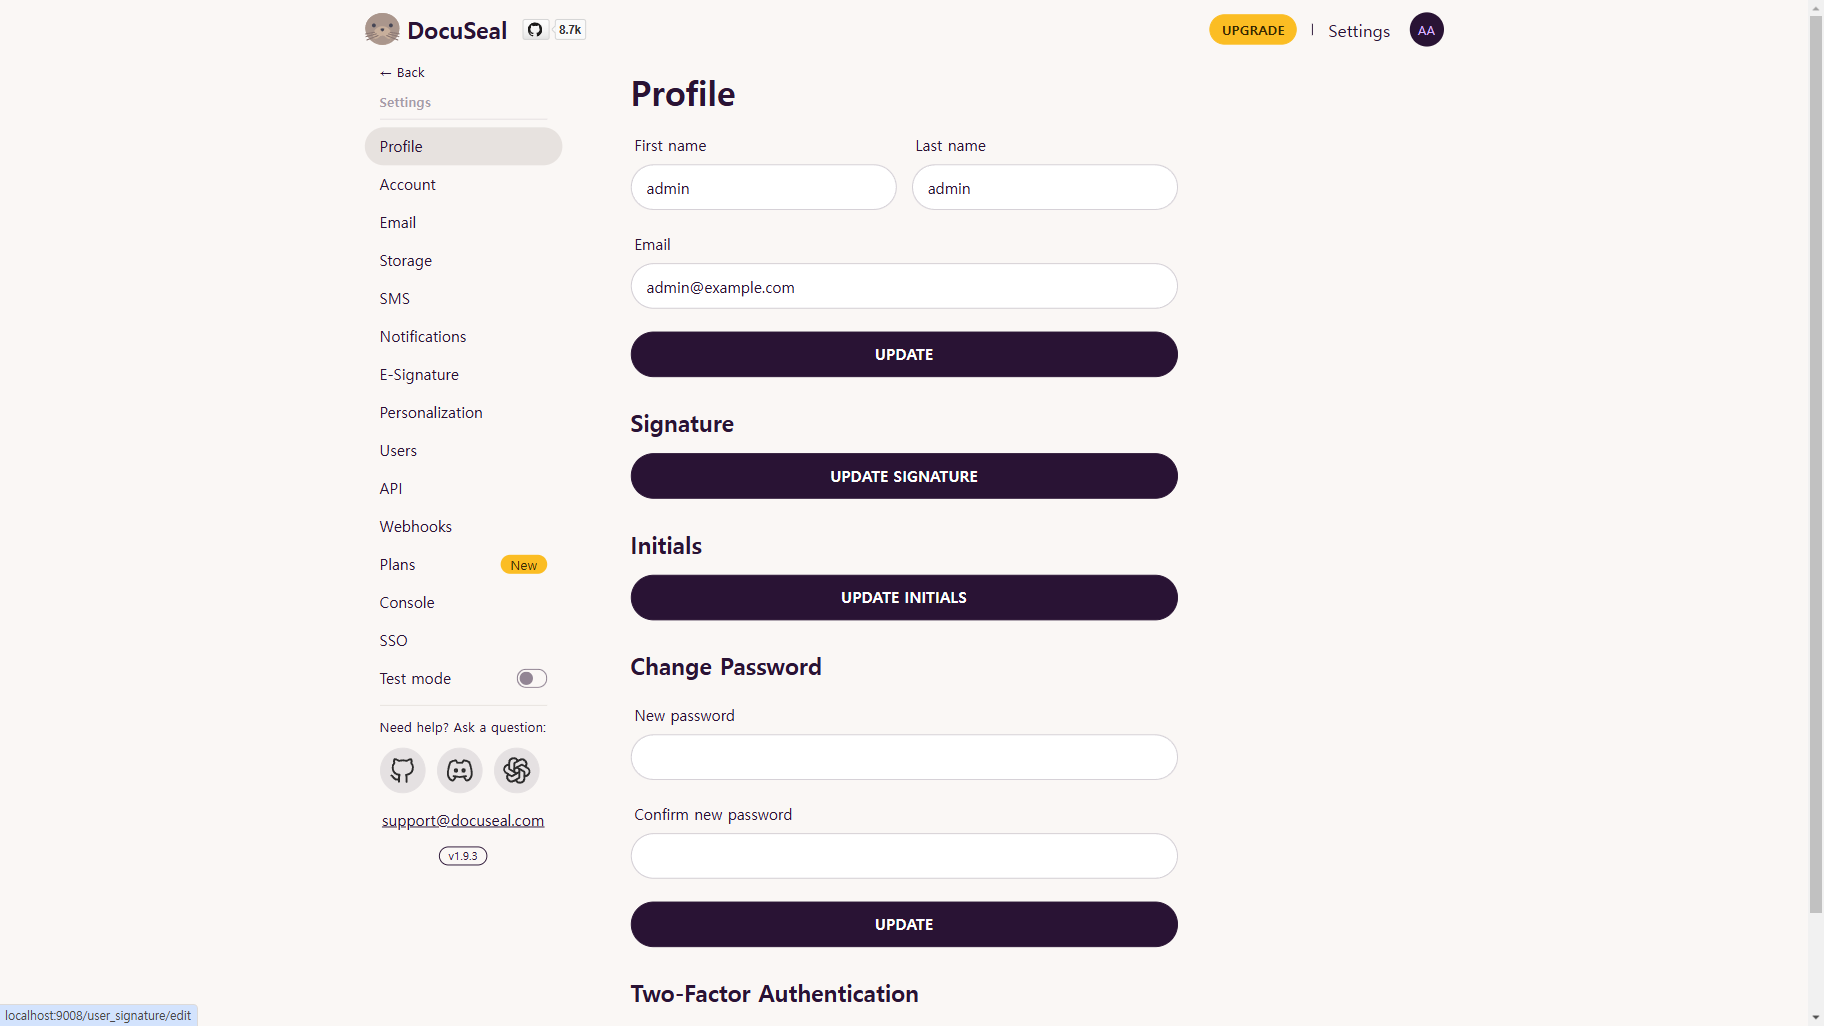 DocuSeal
8.7k
UPGRADE
Settings
AA
← Back
Settings
Profile
Account
Email
Storage
SMS
Notifications
E-Signature
Personalization
Users
API
Webhooks
Plans
New
Console
SSO
Test mode
Need help? Ask a question:
support@docuseal.com
v1.9.3
Profile
First name
Last name
admin
admin
Email
admin@example.com
UPDATE
Signature
UPDATE SIGNATURE
Initials
UPDATE INITIALS
Change Password
New password
Confirm new password
UPDATE
Two-Factor Authentication
localhost:9008/user_signature/edit